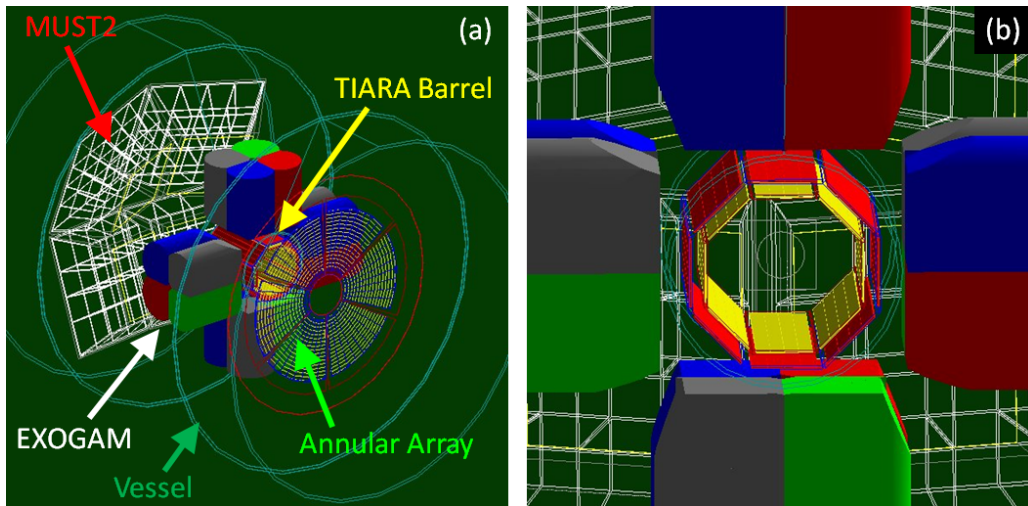 MUST2
(a)
TIARA Barrel
EXOGAM
Annular Array
Vessel
(b)